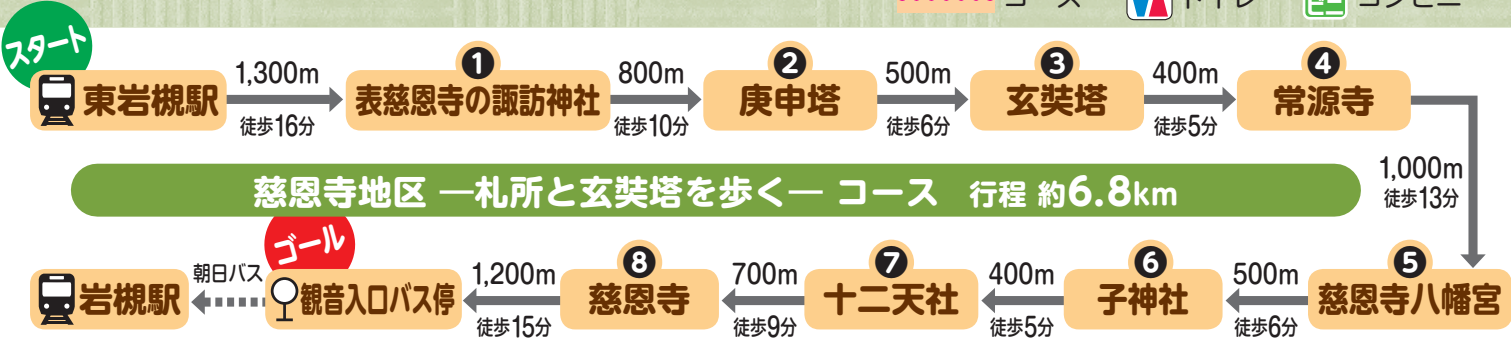 コース トイレ コンビニ
スタート
東岩槻駅
1,300m
徒歩16分
❶
表慈恩寺の諏訪神社
800m
徒歩10分
❷
庚申塔
500m
徒歩6分
❸
玄奘塔
400m
徒歩5分
❹
常源寺
1,000m
徒歩13分
慈恩寺地区 ―札所と玄奘塔を歩く― コース 行程 約6.8km
❺
慈恩寺八幡宮
500m
徒歩6分
❻
子神社
400m
徒歩5分
❼
十二天社
700m
徒歩9分
❽
慈恩寺
1,200m
徒歩15分
ゴール
観音入口バス停
朝日バス
岩槻駅